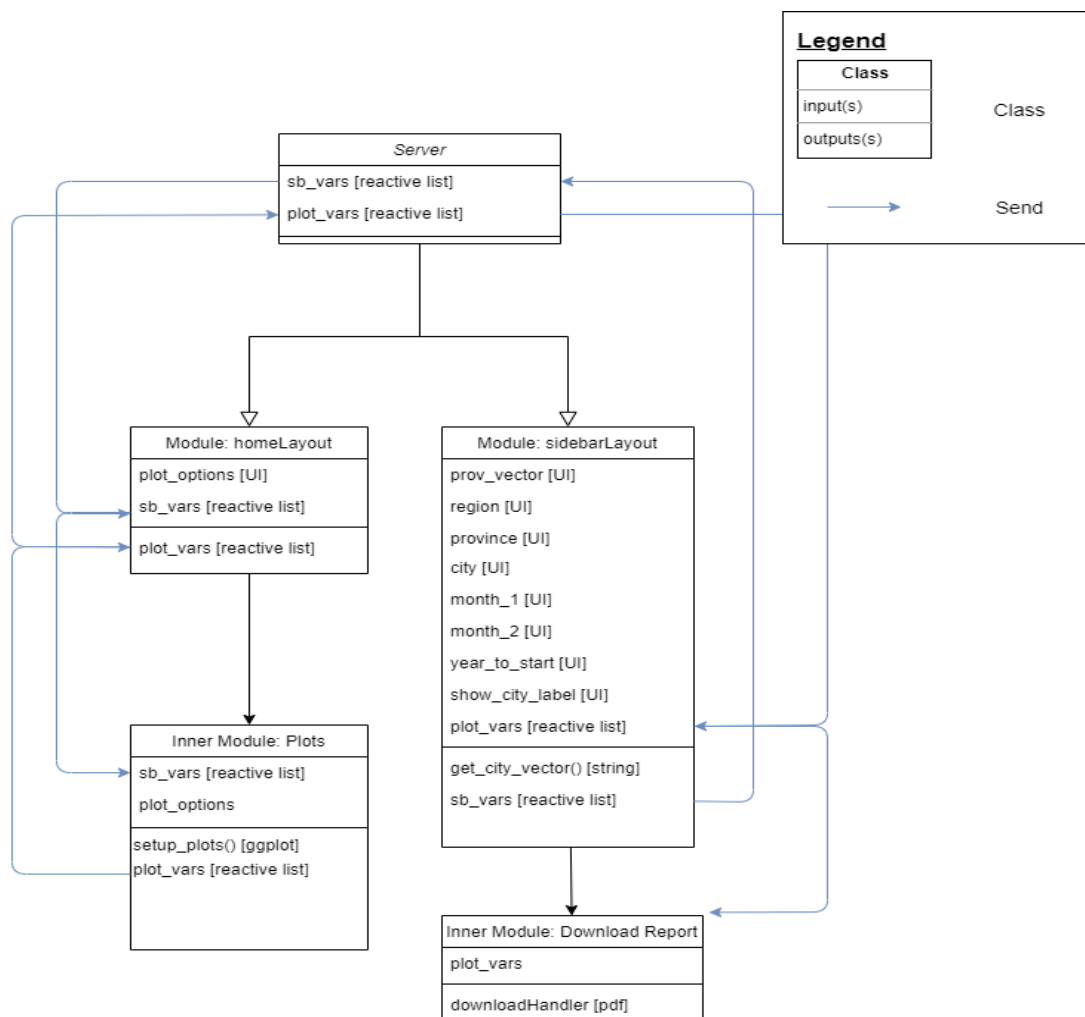 Legend
Class
input(s)
outputs(s)
Class
Send
Server
sb_vars [reactive list]
plot_vars [reactive list]
Module: homeLayout
plot_options [UI]
sb_vars [reactive list]
plot_vars [reactive list]
Module: sidebarLayout
prov_vector [UI]
region [UI]
province [UI]
city [UI]
month_1 [UI]
month_2 [UI]
year_to_start [UI]
show_city_label [UI]
plot_vars [reactive list]
get_city_vector() [string]
sb_vars [reactive list]
Inner Module: Plots
sb_vars [reactive list]
plot_options
setup_plots() [ggplot]
plot_vars [reactive list]
Inner Module: Download Report
plot_vars
downloadHandler [pdf]